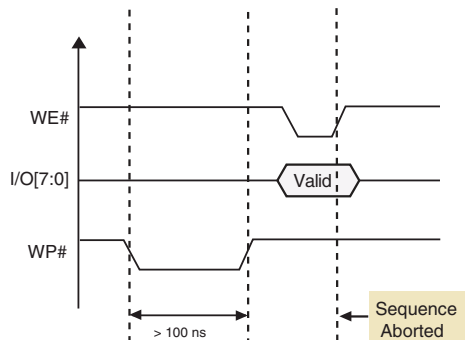 WE#
I/O[7:0]
Valid
WP#
> 100 ns
Sequence
Aborted